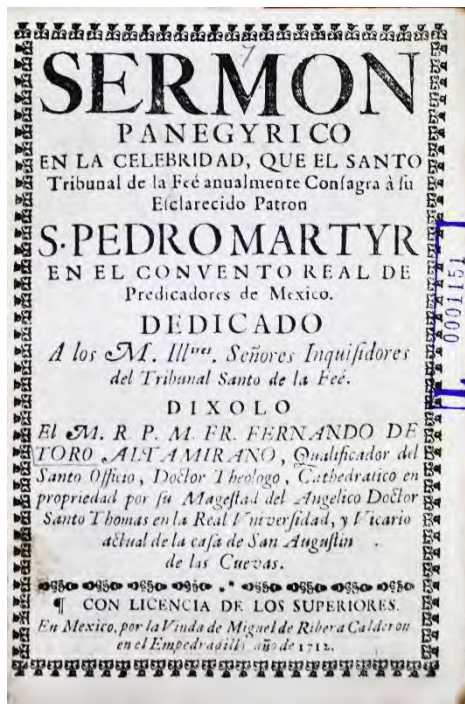 SERMON
PANEGYRICO
EN LA CELEBRIDAD, QUE EL SANTO
Tribunal de la Feé anualmente Conſagra à ſu
Eſclarecido Patron
S. PEDRO MARTYR
EN EL CONVENTO REAL DE
Predicadores de Mexico.
DEDICADO
A los M. Ill.ᵘᵉˢ. Señores Inquiſidores
del Tribunal Santo de la Feé.
DIXOLO
El M. R. P. M. FR. FERNANDO DE
TORO ALTAMIRANO, Qualificador del
Santo Officio, Doctor Theologo, Cathedratico en
propriedad por ſu Mageſtad del Angelico Doctor
Santo Thomas en la Real Vniverſidad, y Vicario
actual de la caſa de San Auguſtin
de las Cuevas.
¶ CON LICENCIA DE LOS SUPERIORES.
En Mexico, por la Viuda de Miguel de Ribera Calderon
en el Empedradillo año de 1712.
0001151